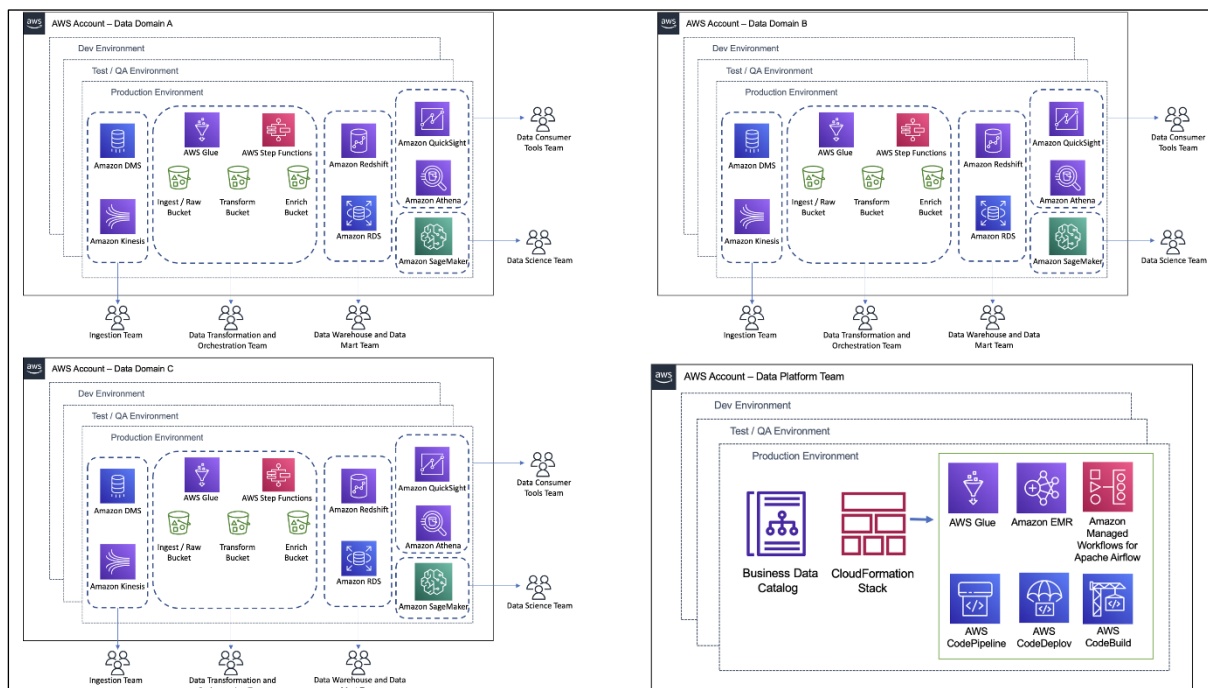 aws
AWS Account – Data Domain A
Dev Environment
Test / QA Environment
Production Environment
Amazon DMS
Amazon Kinesis
AWS Glue
AWS Step Functions
Ingest / Raw
Bucket
Transform
Bucket
Enrich
Bucket
Amazon Redshift
Amazon RDS
Amazon QuickSight
Amazon Athena
Amazon SageMaker
Data Consumer
Tools Team
Data Science Team
Ingestion Team
Data Transformation and
Orchestration Team
Data Warehouse and Data
Mart Team
aws
AWS Account – Data Domain B
Dev Environment
Test / QA Environment
Production Environment
Amazon DMS
Amazon Kinesis
AWS Glue
AWS Step Functions
Ingest / Raw
Bucket
Transform
Bucket
Enrich
Bucket
Amazon Redshift
Amazon RDS
Amazon QuickSight
Amazon Athena
Amazon SageMaker
Data Consumer
Tools Team
Data Science Team
Ingestion Team
Data Transformation and
Orchestration Team
Data Warehouse and Data
Mart Team
aws
AWS Account – Data Domain C
Dev Environment
Test / QA Environment
Production Environment
Amazon DMS
Amazon Kinesis
AWS Glue
AWS Step Functions
Ingest / Raw
Bucket
Transform
Bucket
Enrich
Bucket
Amazon Redshift
Amazon RDS
Amazon QuickSight
Amazon Athena
Amazon SageMaker
Data Consumer
Tools Team
Data Science Team
Ingestion Team
Data Transformation and
Data Warehouse and Data
aws
AWS Account – Data Platform Team
Dev Environment
Test / QA Environment
Production Environment
Business Data
Catalog
CloudFormation
Stack
AWS Glue
Amazon EMR
Amazon
Managed
Workflows for
Apache Airflow
AWS
CodePipeline
AWS
CodeDeploy
AWS
CodeBuild